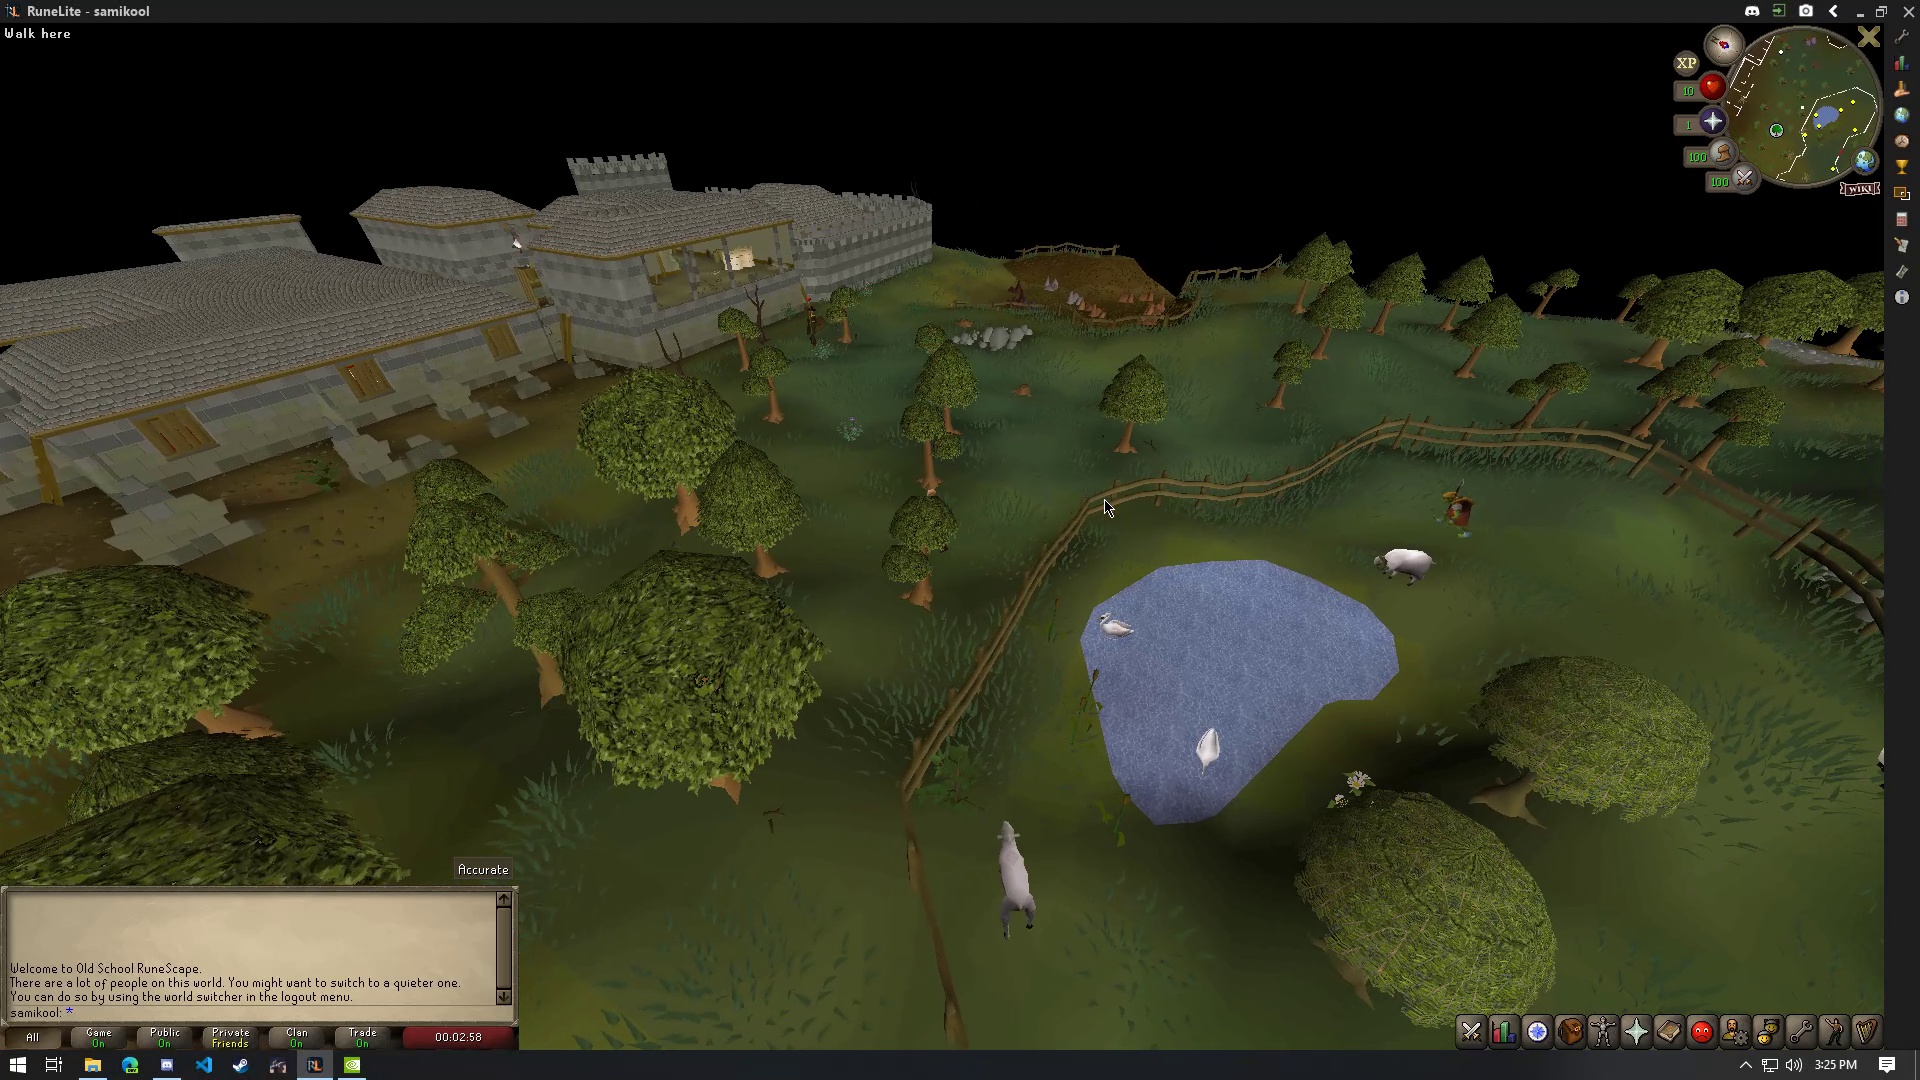 RuneLite - samikool
Walk here
XP
10
1
100
100
WIKI
Accurate
Welcome to Old School RuneScape.
There are a lot of people on this world. You might want to switch to a quieter one.
You can do so by using the world switcher in the logout menu.
samikool: *
All
Game
On
Public
On
Private
Friends
Clan
On
Trade
On
00:02:58
3:25 PM